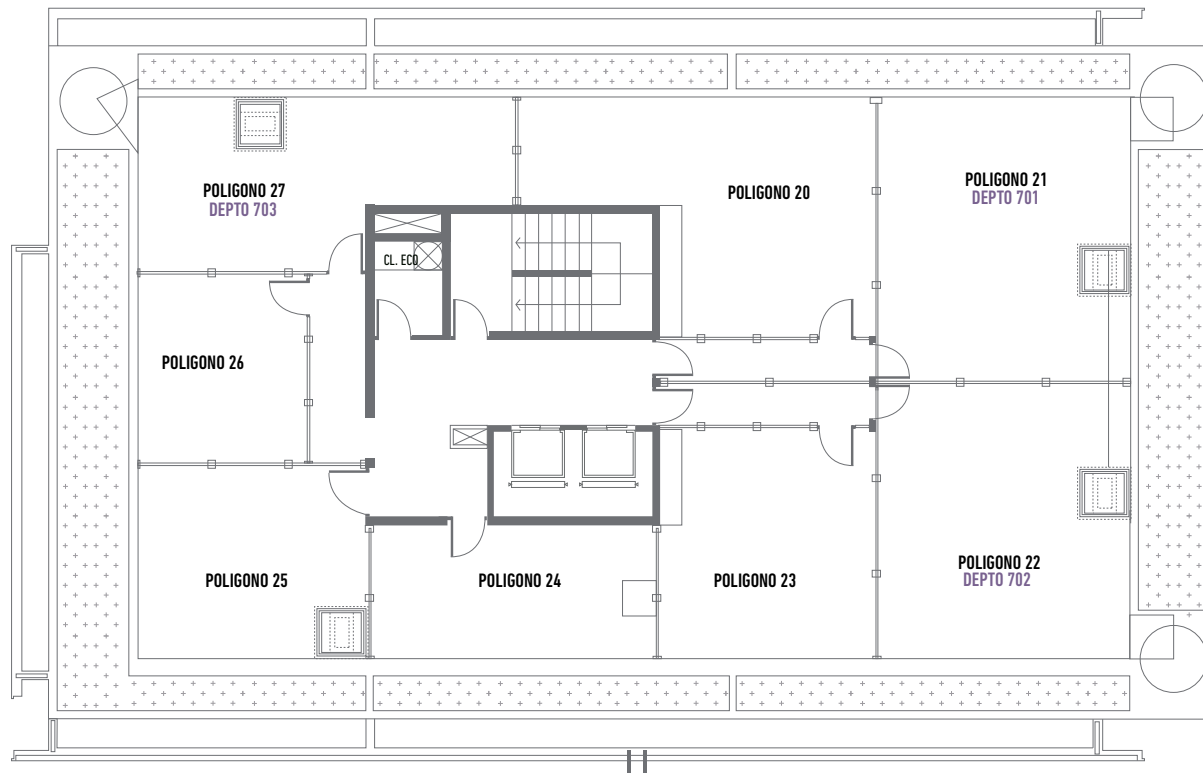 POLIGONO 27
DEPTO 703
POLIGONO 20
POLIGONO 21
DEPTO 701
CL. ECO
POLIGONO 26
POLIGONO 25
POLIGONO 24
POLIGONO 23
POLIGONO 22
DEPTO 702